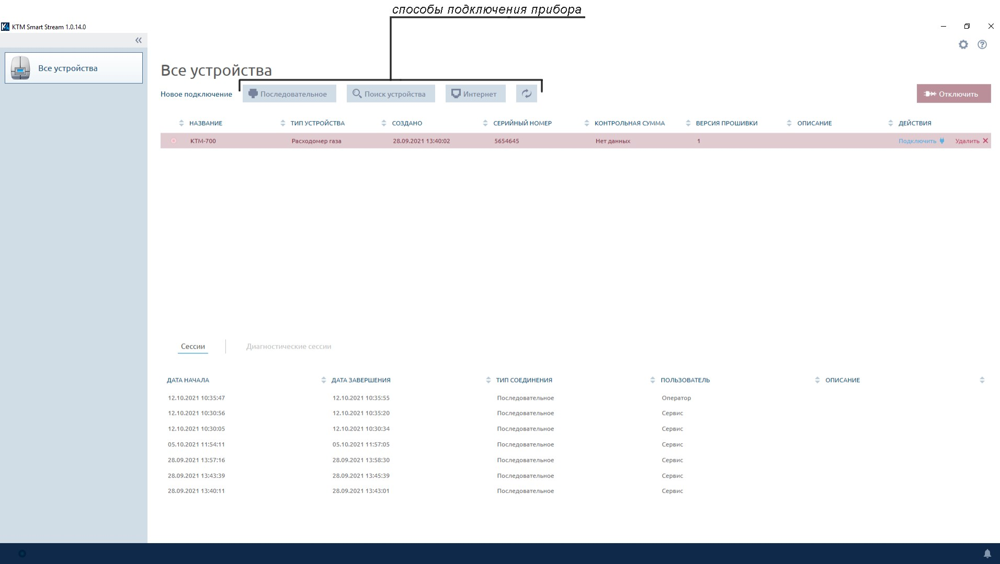 способы подключения прибора
KTM Smart Stream 1.0.14.0
Все устройства
Все устройства
Новое подключение Последовательное Поиск устройства Интернет Отключить
НАЗВАНИЕ ТИП УСТРОЙСТВА СОЗДАНО СЕРИЙНЫЙ НОМЕР КОНТРОЛЬНАЯ СУММА ВЕРСИЯ ПРОШИВКИ ОПИСАНИЕ ДЕЙСТВИЯ
КТМ-700 Расходомер газа 28.09.2021 13:40:02 5654645 Нет данных 1 Подключить Удалить
Сессии Диагностические сессии
ДАТА НАЧАЛА ДАТА ЗАВЕРШЕНИЯ ТИП СОЕДИНЕНИЯ ПОЛЬЗОВАТЕЛЬ ОПИСАНИЕ
12.10.2021 10:35:47 12.10.2021 10:35:55 Последовательное Оператор
12.10.2021 10:30:56 12.10.2021 10:35:20 Последовательное Сервис
12.10.2021 10:30:05 12.10.2021 10:30:34 Последовательное Сервис
05.10.2021 11:54:11 05.10.2021 11:57:05 Последовательное Сервис
28.09.2021 13:57:16 28.09.2021 13:58:30 Последовательное Сервис
28.09.2021 13:43:39 28.09.2021 13:45:39 Последовательное Сервис
28.09.2021 13:40:11 28.09.2021 13:43:01 Последовательное Сервис